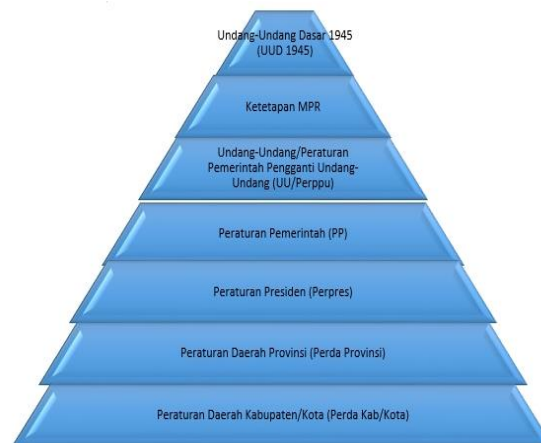 Undang-Undang Dasar 1945
(UUD 1945)
Ketetapan MPR
Undang-Undang/Peraturan
Pemerintah Pengganti Undang-
Undang (UU/Perppu)
Peraturan Pemerintah (PP)
Peraturan Presiden (Perpres)
Peraturan Daerah Provinsi (Perda Provinsi)
Peraturan Daerah Kabupaten/Kota (Perda Kab/Kota)